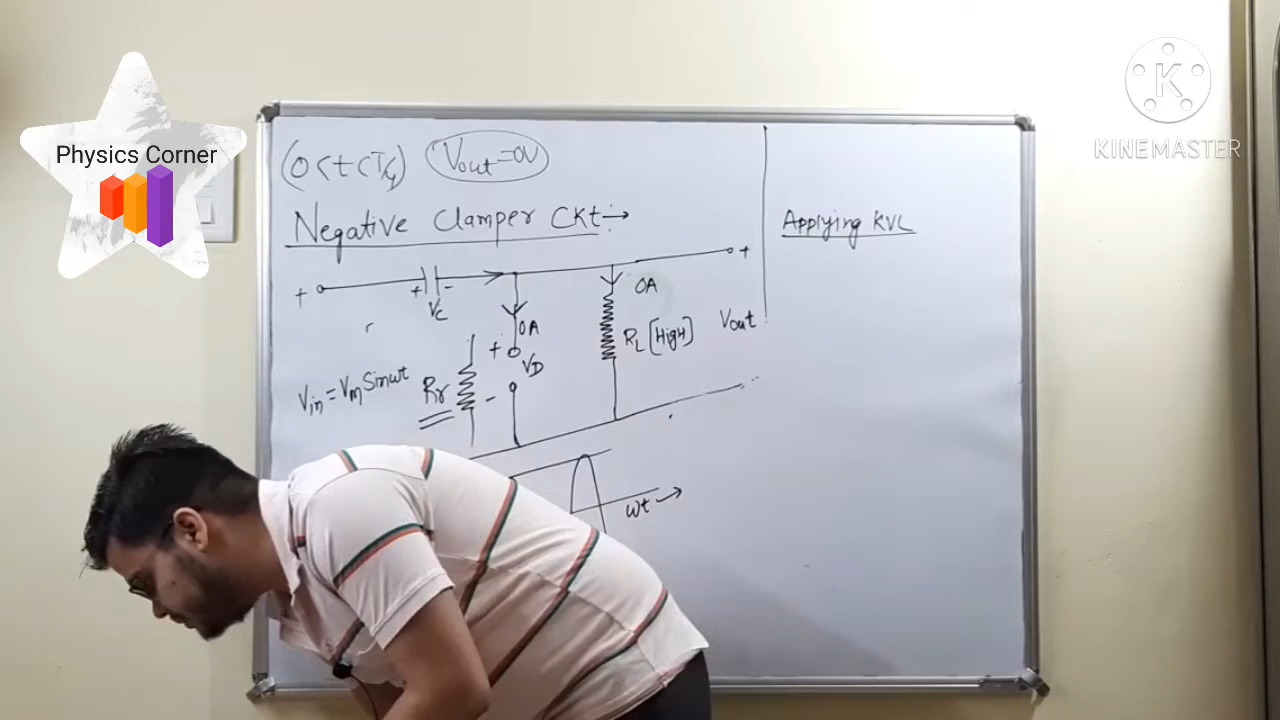 Physics Corner
KINEMASTER
(0<t<T/4) Vout=0V
Negative Clamper CKt:→
Applying KVL
+ + - + 
VC
0A
0A
RL [High]
Vout
+ VD -
Vin=Vm Sinωt
Rr
ωt →